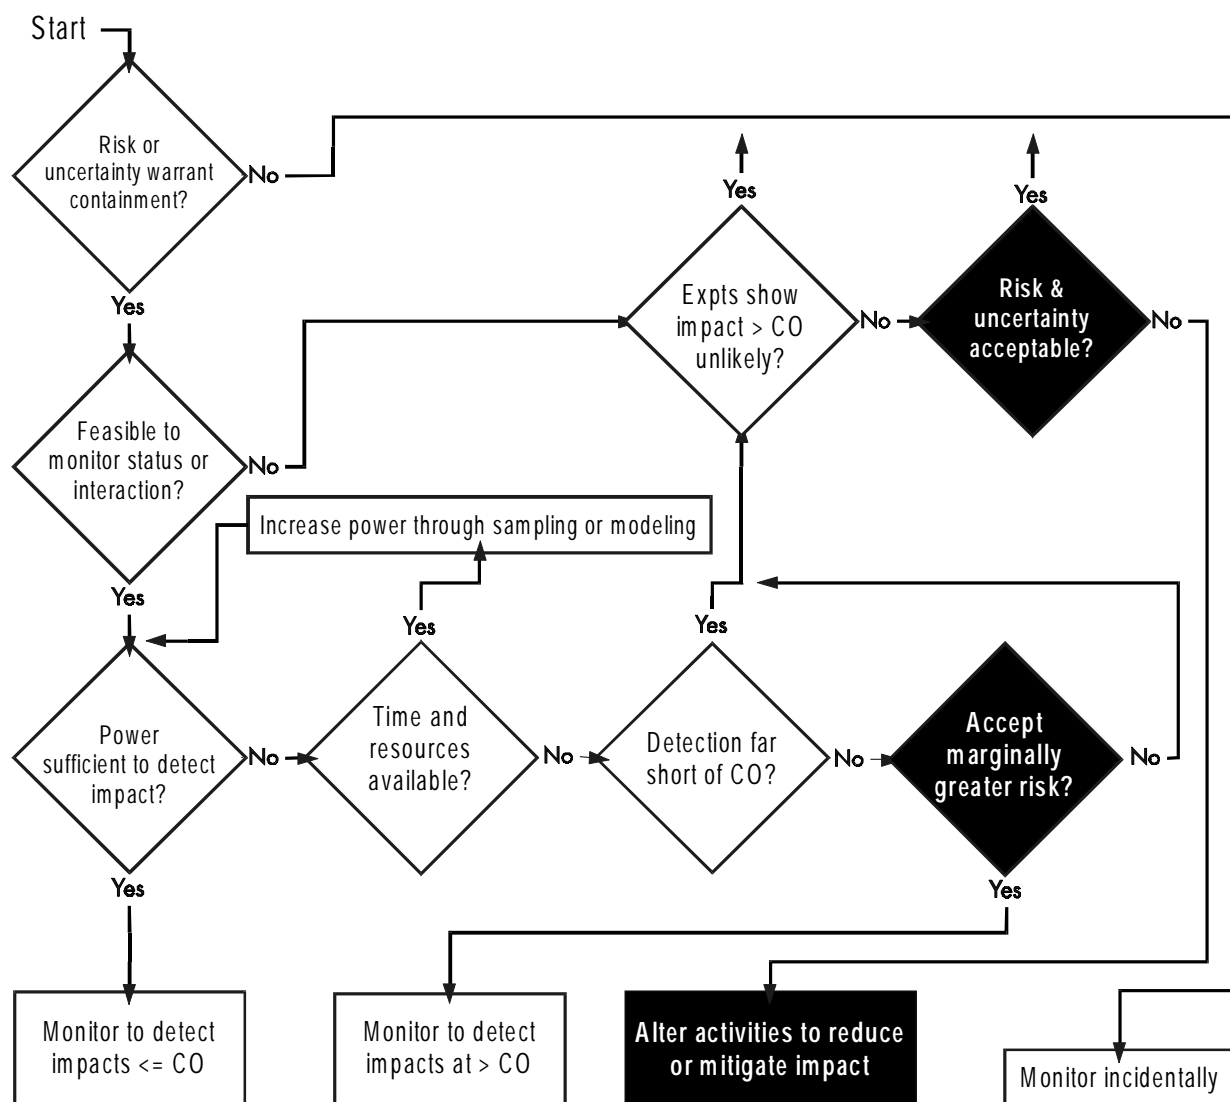 Start
Risk or
uncertainty warrant
containment?
No
Yes
Yes
Yes
Expts show
impact > CO
unlikely?
No
Risk &
uncertainty
acceptable?
No
Feasible to
monitor status or
interaction?
No
Increase power through sampling or modeling
Yes
Yes
Yes
Power
sufficient to detect
impact?
No
Time and
resources
available?
No
Detection far
short of CO?
No
Accept
marginally
greater risk?
No
Yes
Yes
Monitor to detect
impacts <= CO
Monitor to detect
impacts at > CO
Alter activities to reduce
or mitigate impact
Monitor incidentally